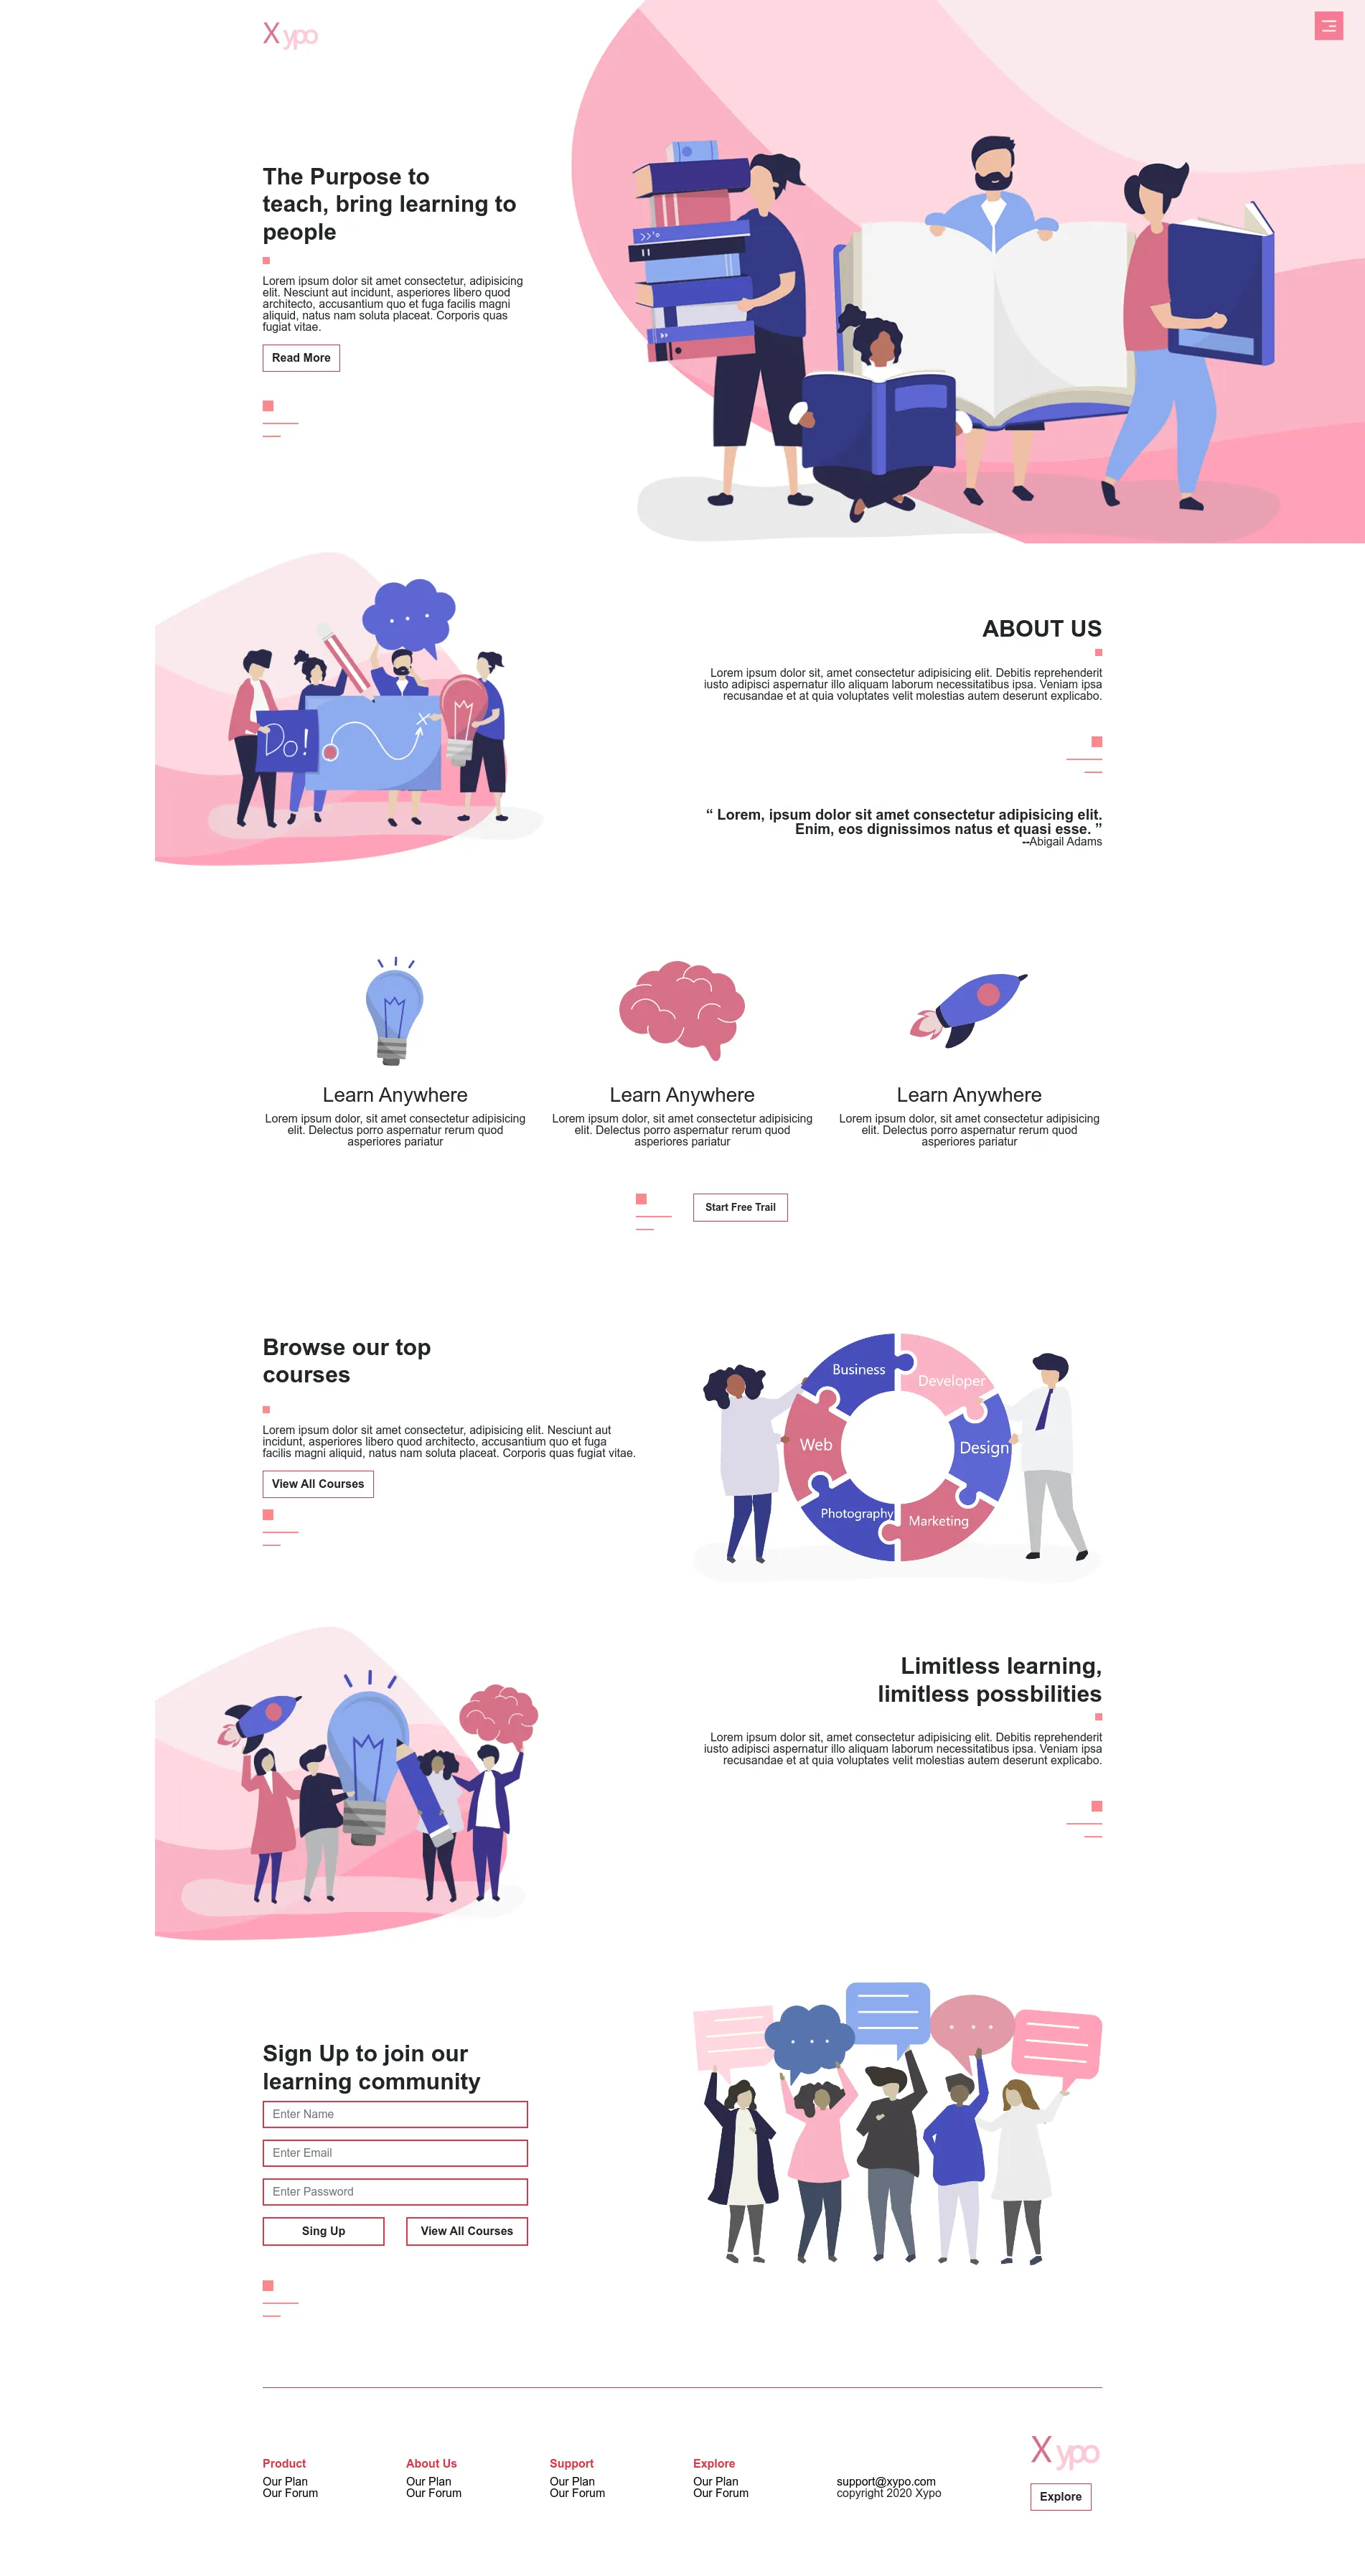 X ypo
The Purpose to
teach, bring learning to
people
Lorem ipsum dolor sit amet consectetur, adipisicing
elit. Nesciunt aut incidunt, asperiores libero quod
architecto, accusantium quo et fuga facilis magni
aliquid, natus nam soluta placeat. Corporis quas
fugiat vitae.
Read More
Do!
X
ABOUT US
Lorem ipsum dolor sit, amet consectetur adipisicing elit. Debitis reprehenderit
iusto adipisci aspernatur illo aliquam laborum necessitatibus ipsa. Veniam ipsa
recusandae et at quia voluptates velit molestias autem deserunt explicabo.
“ Lorem, ipsum dolor sit amet consectetur adipisicing elit.
Enim, eos dignissimos natus et quasi esse. ”
--Abigail Adams
Learn Anywhere
Lorem ipsum dolor, sit amet consectetur adipisicing
elit. Delectus porro aspernatur rerum quod
asperiores pariatur
Learn Anywhere
Lorem ipsum dolor, sit amet consectetur adipisicing
elit. Delectus porro aspernatur rerum quod
asperiores pariatur
Learn Anywhere
Lorem ipsum dolor, sit amet consectetur adipisicing
elit. Delectus porro aspernatur rerum quod
asperiores pariatur
Start Free Trail
Browse our top
courses
Lorem ipsum dolor sit amet consectetur, adipisicing elit. Nesciunt aut
incidunt, asperiores libero quod architecto, accusantium quo et fuga
facilis magni aliquid, natus nam soluta placeat. Corporis quas fugiat vitae.
View All Courses
Business
Developer
Web
Design
Photography
Marketing
Limitless learning,
limitless possbilities
Lorem ipsum dolor sit, amet consectetur adipisicing elit. Debitis reprehenderit
iusto adipisci aspernatur illo aliquam laborum necessitatibus ipsa. Veniam ipsa
recusandae et at quia voluptates velit molestias autem deserunt explicabo.
Sign Up to join our
learning community
Enter Name
Enter Email
Enter Password
Sing Up
View All Courses
Product
Our Plan
Our Forum
About Us
Our Plan
Our Forum
Support
Our Plan
Our Forum
Explore
Our Plan
Our Forum
support@xypo.com
copyright 2020 Xypo
X ypo
Explore